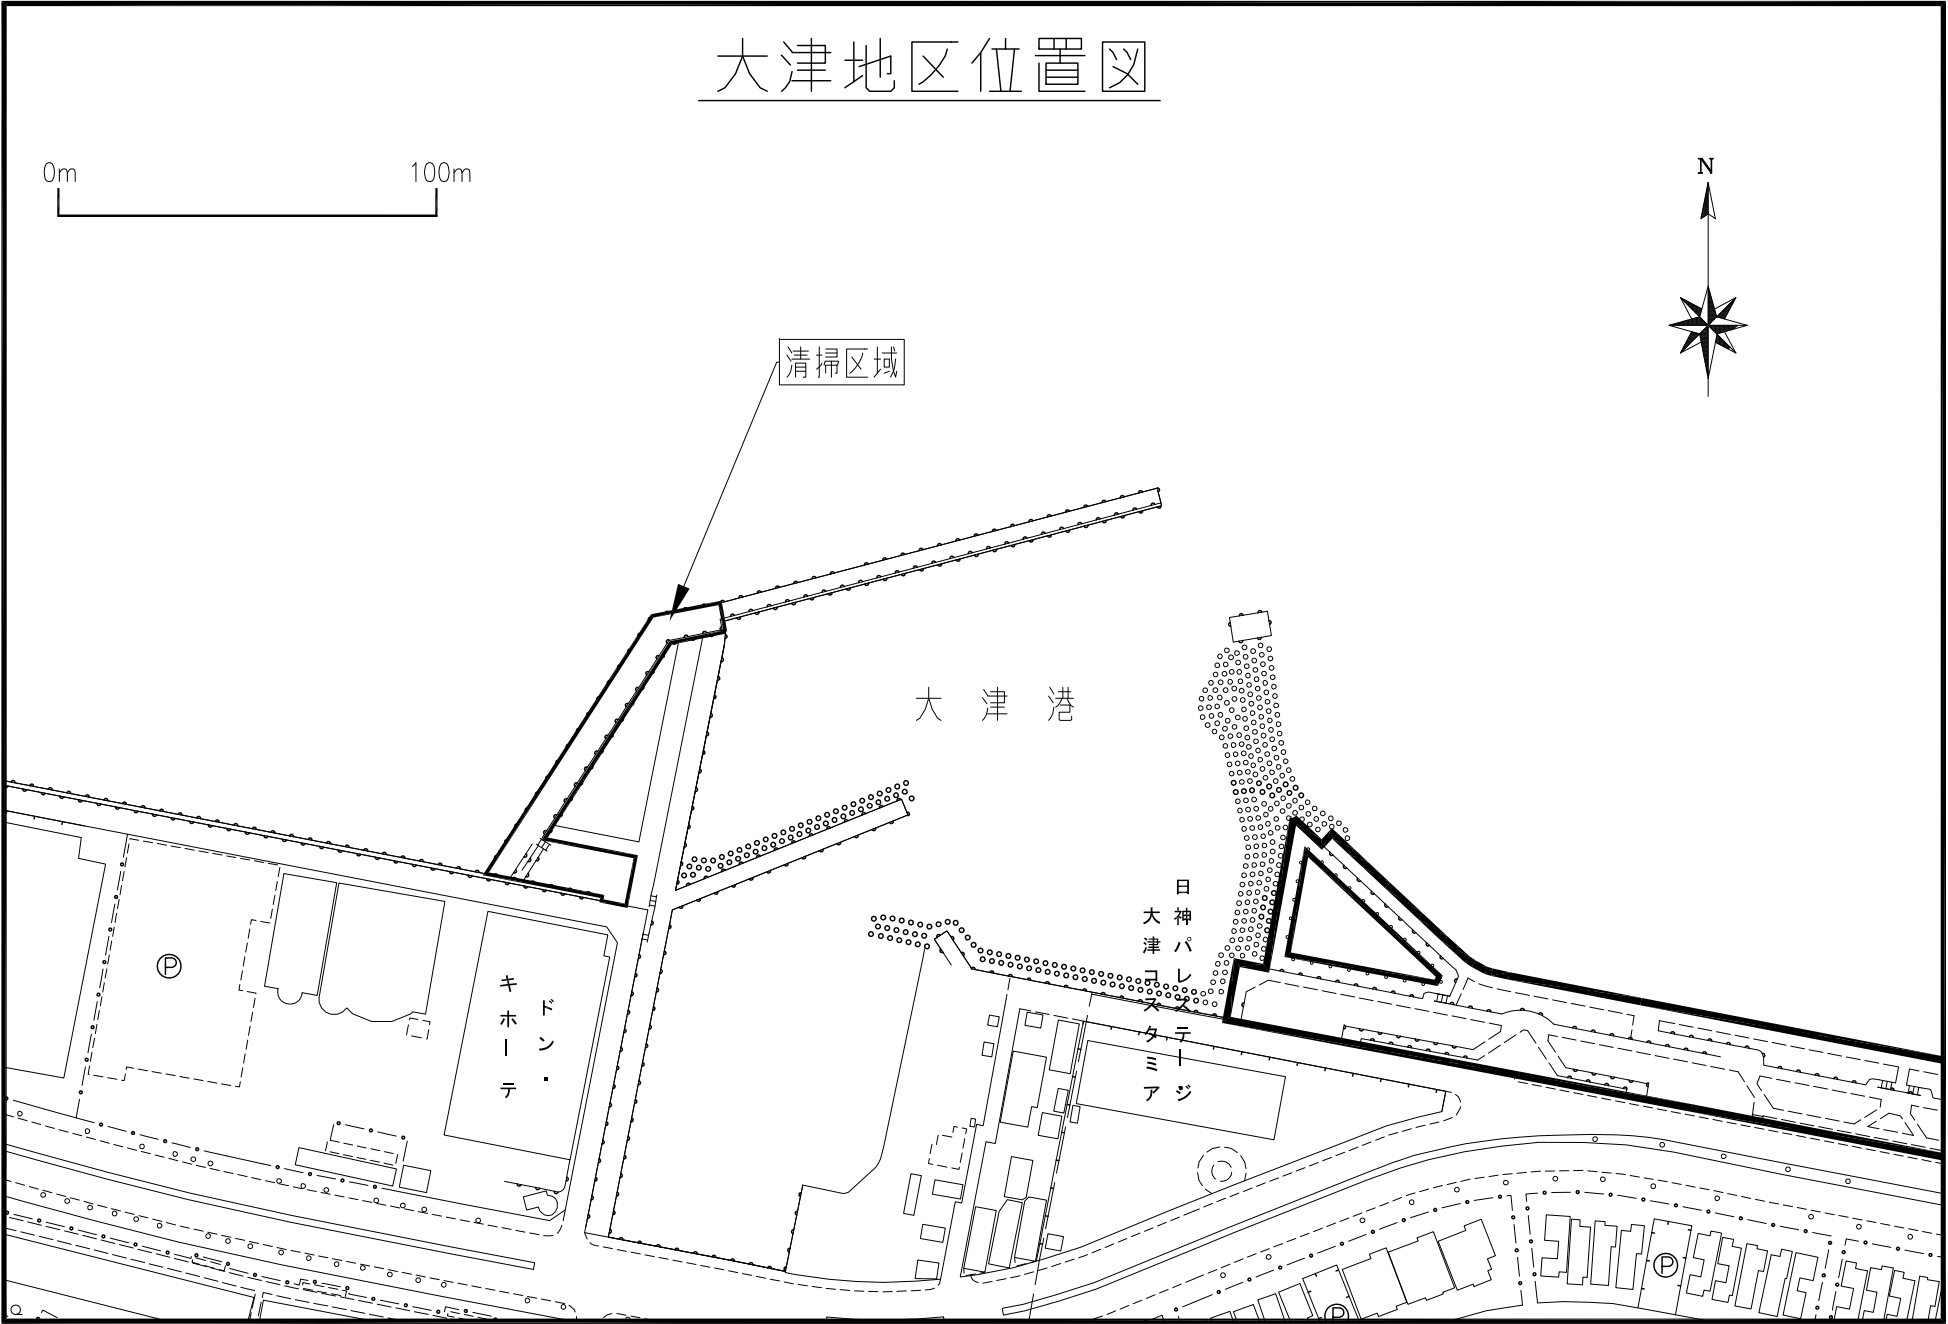 大津地区位置図
0m
100m
N
清掃区域
大津港
日神パレステージ
大津コスタミア
ドン・
キホーテ
P
P
P